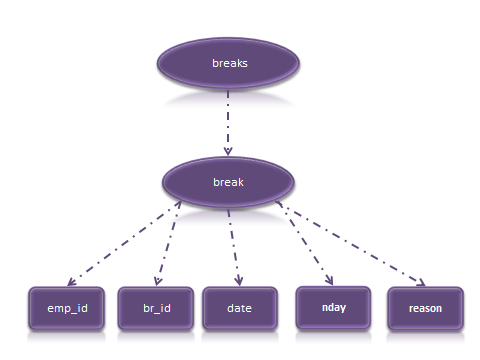 breaks
break
emp_id
br_id
date
nday
reason